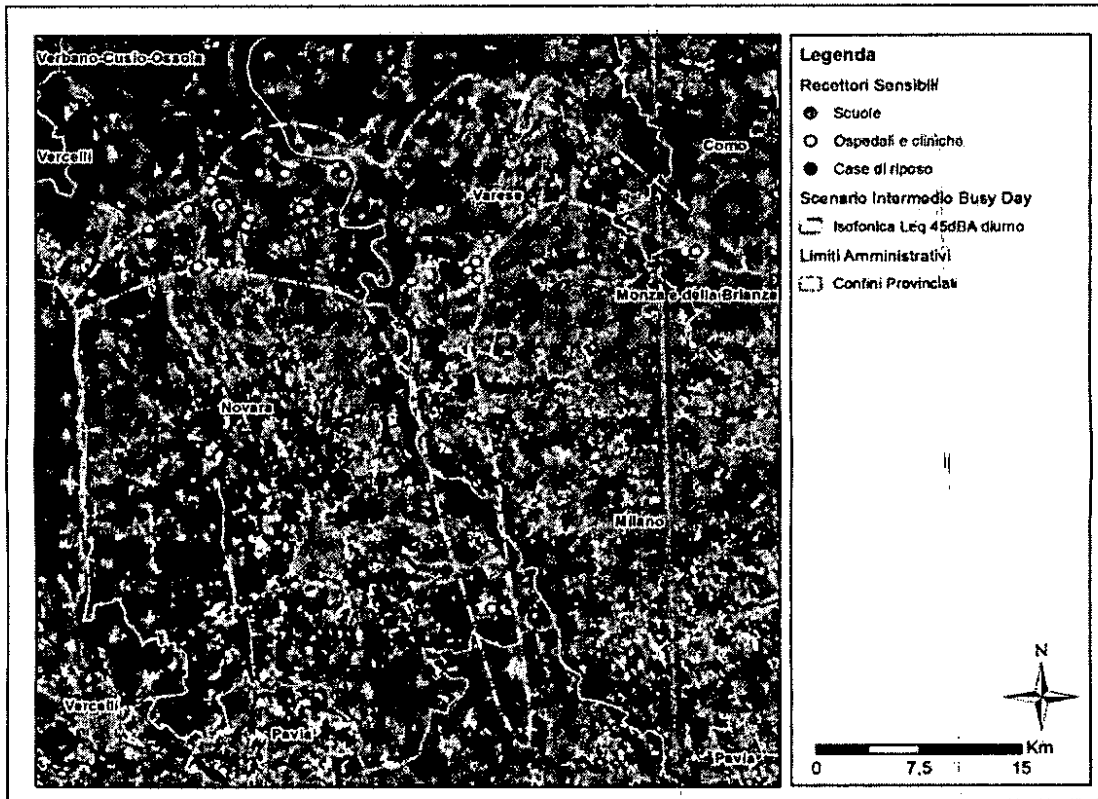 Verbano-Cusio-Ossola
Vercelli
Como
Varese
Monza e della Brianza
Novara
Milano
Vercelli
Pavia
Pavia
Legenda
Recettori Sensibili
Scuole
Ospedali e cliniche
Case di riposo
Scenario Intermedio Busy Day
Isofonica Leq 45dBA diurno
Limiti Amministrativi
Confini Provinciali
N
Km
0 7,5 15